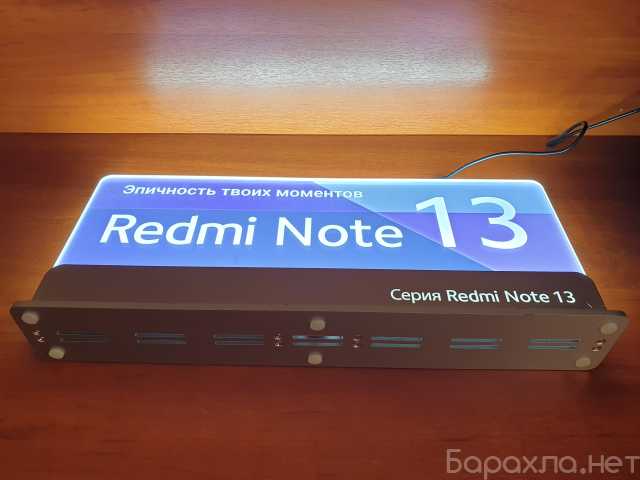 Эпичность твоих моментов
Redmi Note 13
Серия Redmi Note 13
Барахла.нет